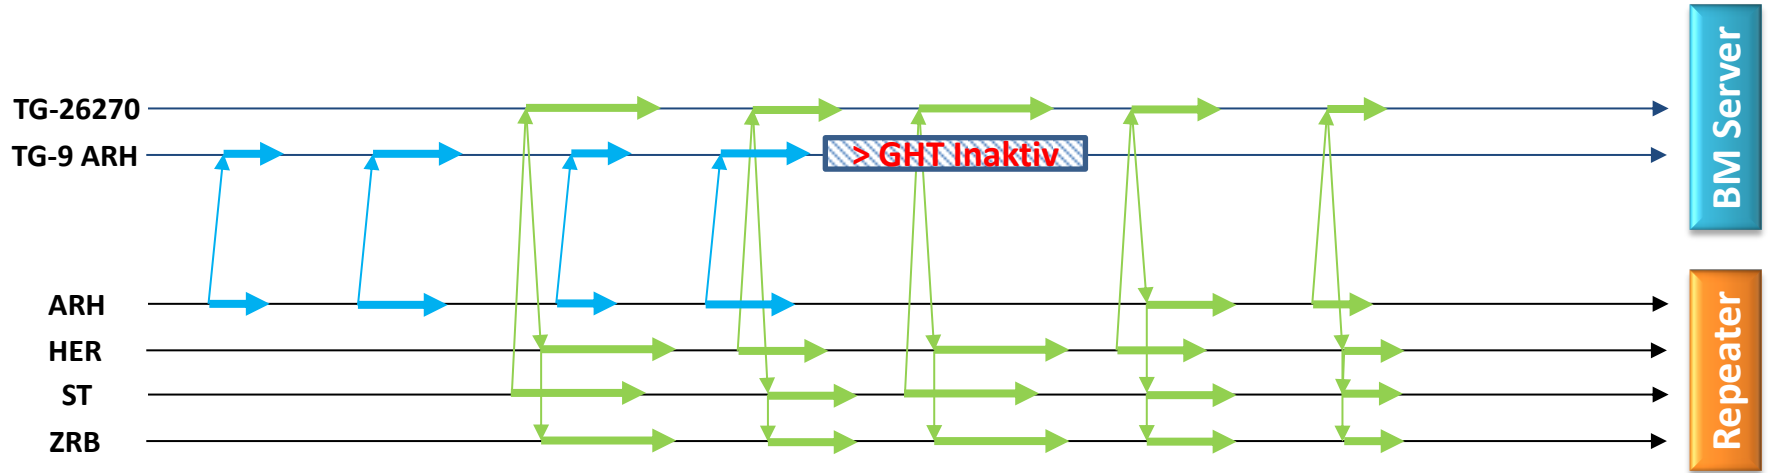 TG-26270
TG-9 ARH
> GHT Inaktiv
BM Server
ARH
HER
ST
ZRB
Repeater